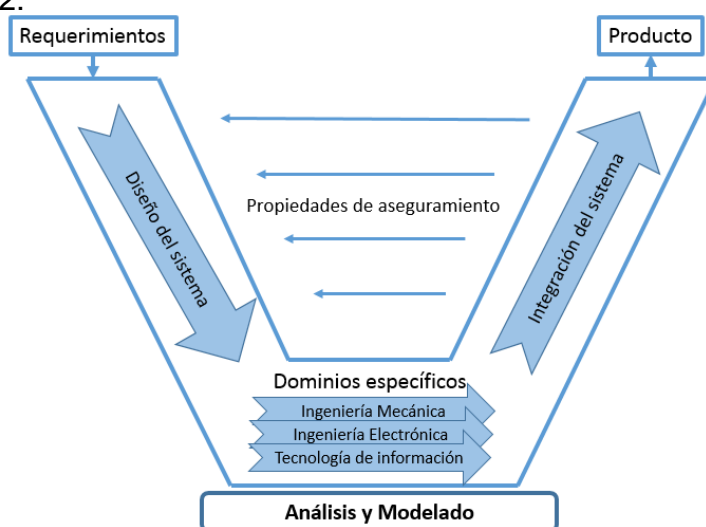 2.
Requerimientos
Producto
Diseño del sistema
Propiedades de aseguramiento
Integración del sistema
Dominios específicos
Ingeniería Mecánica
Ingeniería Electrónica
Tecnología de información
Análisis y Modelado